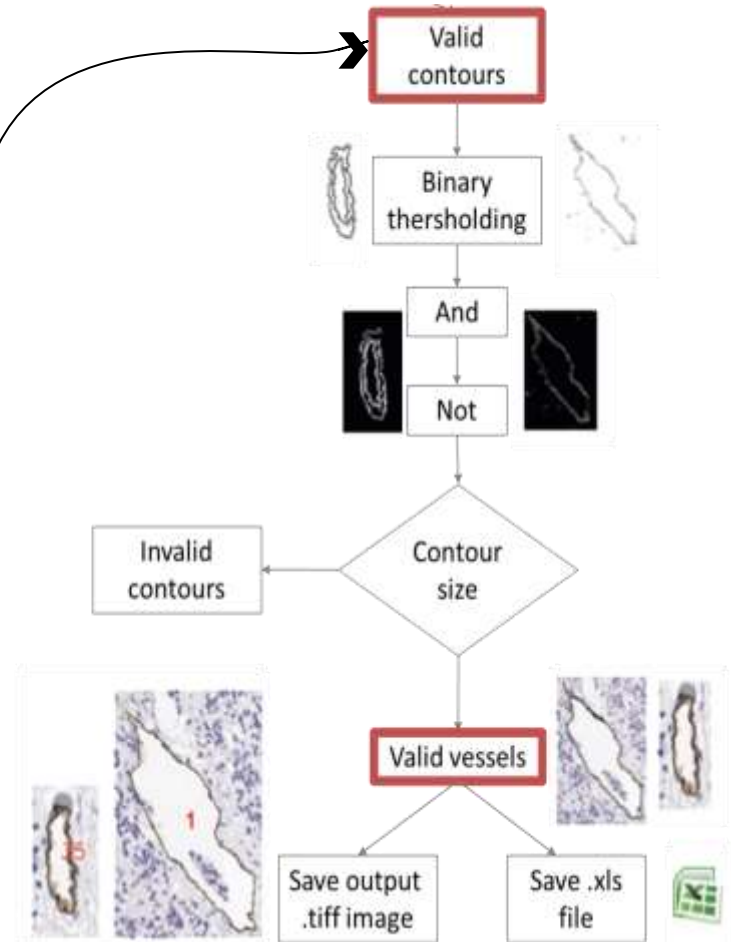 Valid
contours
Binary
thersholding
And
Not
Contour
size
Invalid
contours
Valid vessels
1
15
Save output
.tiff image
Save .xls
file